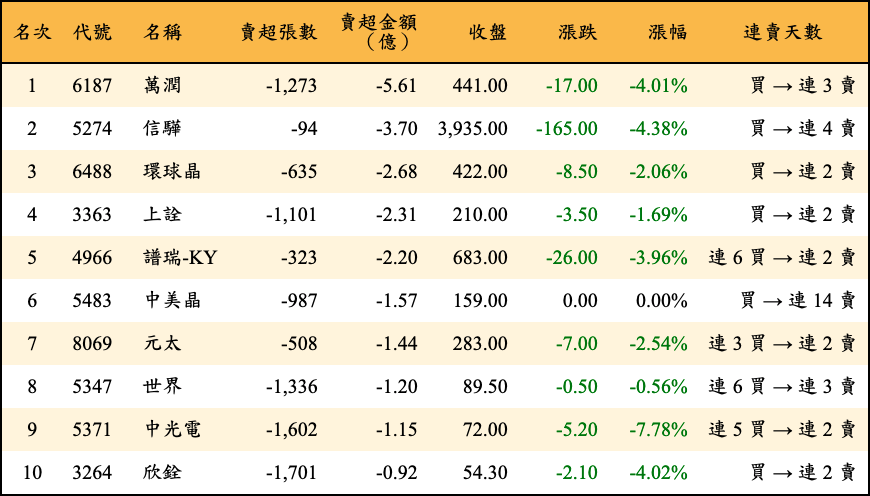 名次 代號 名稱 賣超張數 賣超金額（億） 收盤 漲跌 漲幅 連賣天數
1 6187 萬潤 -1,273 -5.61 441.00 -17.00 -4.01% 買 → 連 3 賣
2 5274 信驊 -94 -3.70 3,935.00 -165.00 -4.38% 買 → 連 4 賣
3 6488 環球晶 -635 -2.68 422.00 -8.50 -2.06% 買 → 連 2 賣
4 3363 上詮 -1,101 -2.31 210.00 -3.50 -1.69% 買 → 連 2 賣
5 4966 譜瑞-KY -323 -2.20 683.00 -26.00 -3.96% 連 6 買 → 連 2 賣
6 5483 中美晶 -987 -1.57 159.00 0.00 0.00% 買 → 連 14 賣
7 8069 元太 -508 -1.44 283.00 -7.00 -2.54% 連 3 買 → 連 2 賣
8 5347 世界 -1,336 -1.20 89.50 -0.50 -0.56% 連 6 買 → 連 3 賣
9 5371 中光電 -1,602 -1.15 72.00 -5.20 -7.78% 連 5 買 → 連 2 賣
10 3264 欣銓 -1,701 -0.92 54.30 -2.10 -4.02% 買 → 連 2 賣